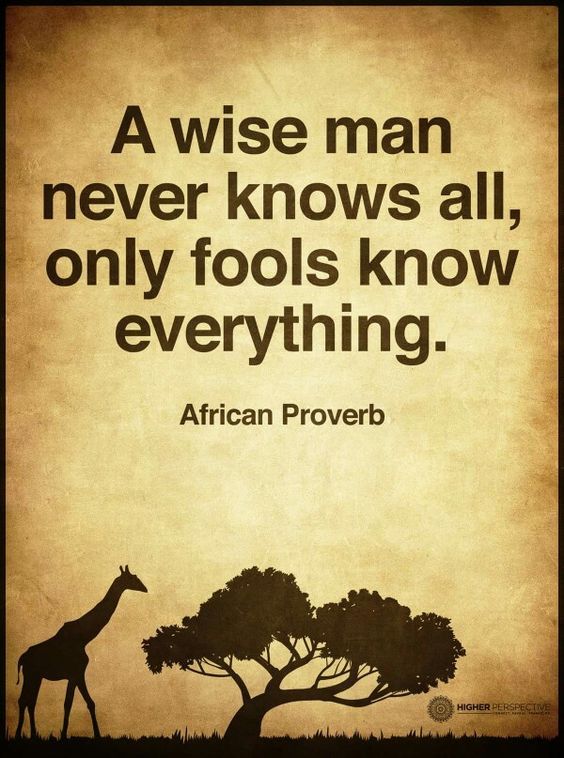 A wise man
never knows all,
only fools know
everything.
African Proverb
HIGHER PERSPECTIVE